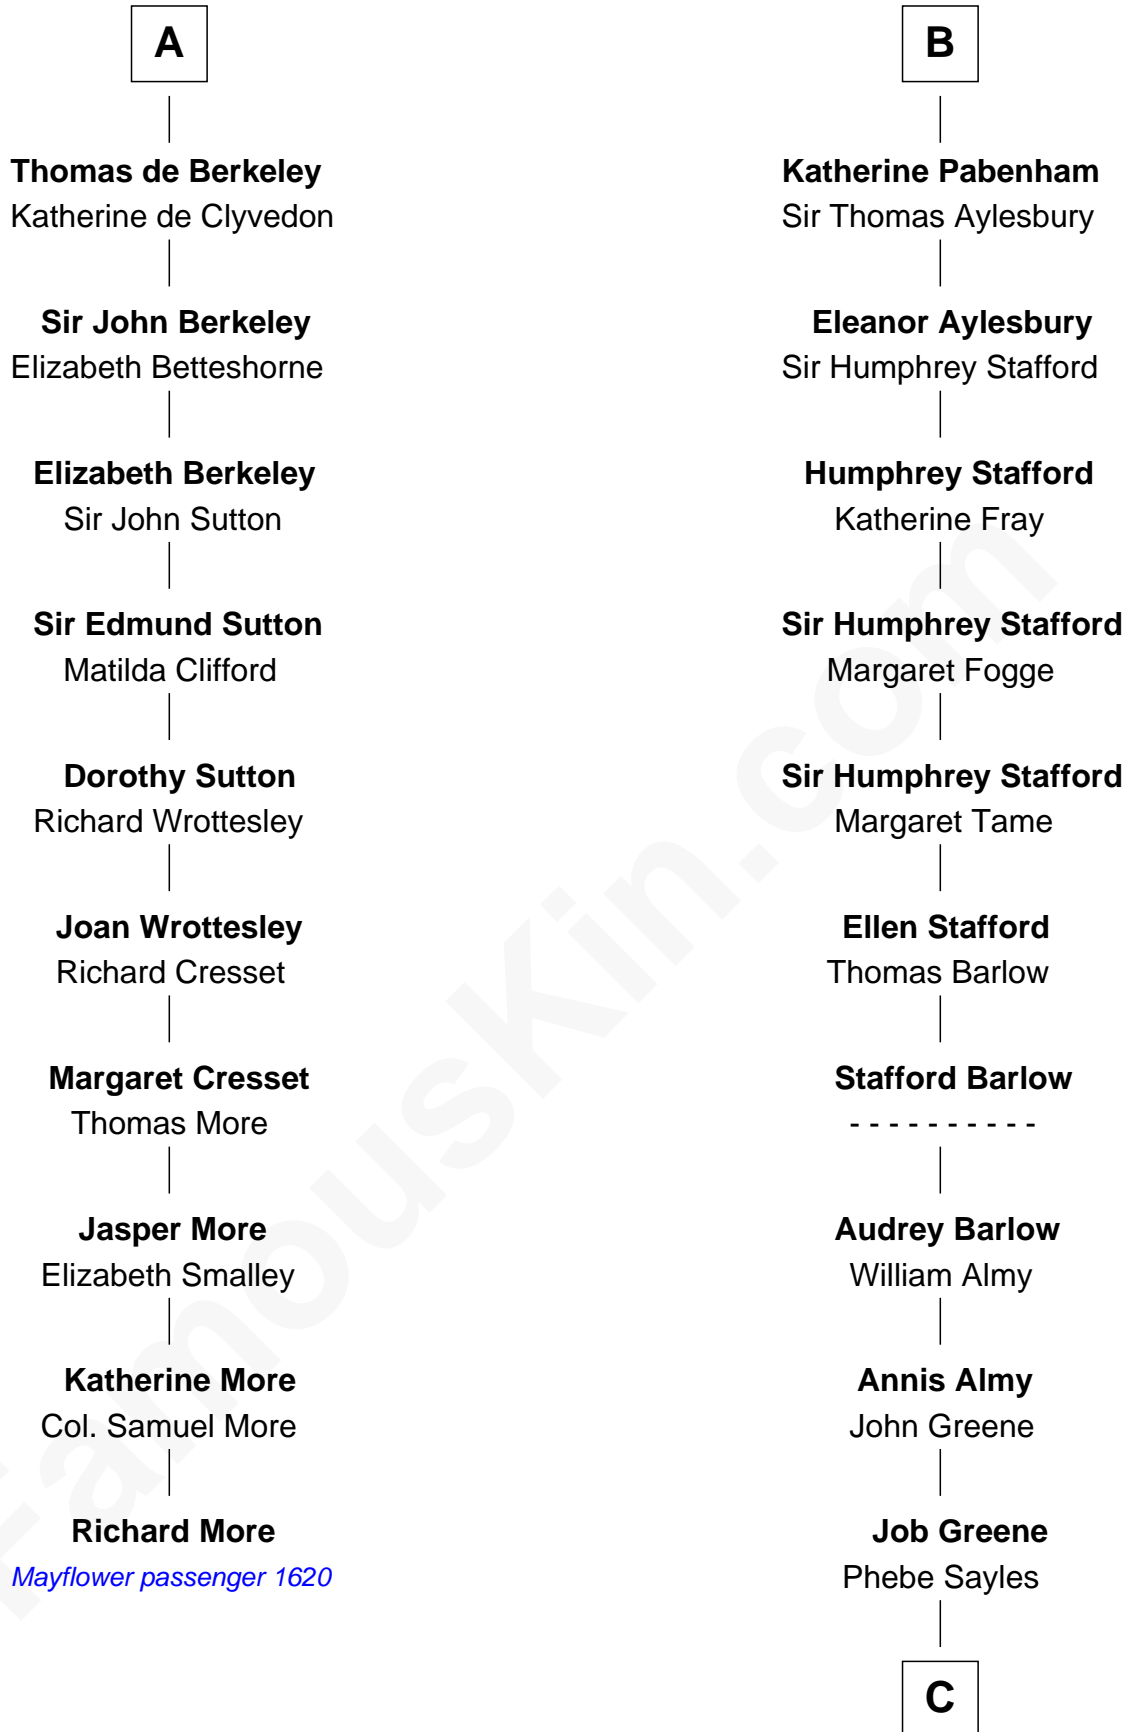 A
Thomas de Berkeley
Katherine de Clyvedon
Sir John Berkeley
Elizabeth Betteshorne
Elizabeth Berkeley
Sir John Sutton
Sir Edmund Sutton
Matilda Clifford
Dorothy Sutton
Richard Wrottesley
Joan Wrottesley
Richard Cresset
Margaret Cresset
Thomas More
Jasper More
Elizabeth Smalley
Katherine More
Col. Samuel More
Richard More
Mayflower passenger 1620
B
Katherine Pabenham
Sir Thomas Aylesbury
Eleanor Aylesbury
Sir Humphrey Stafford
Humphrey Stafford
Katherine Fray
Sir Humphrey Stafford
Margaret Fogge
Sir Humphrey Stafford
Margaret Tame
Ellen Stafford
Thomas Barlow
Stafford Barlow
- - - - - - - - - -
Audrey Barlow
William Almy
Annis Almy
John Greene
Job Greene
Phebe Sayles
C
FamousKin.com